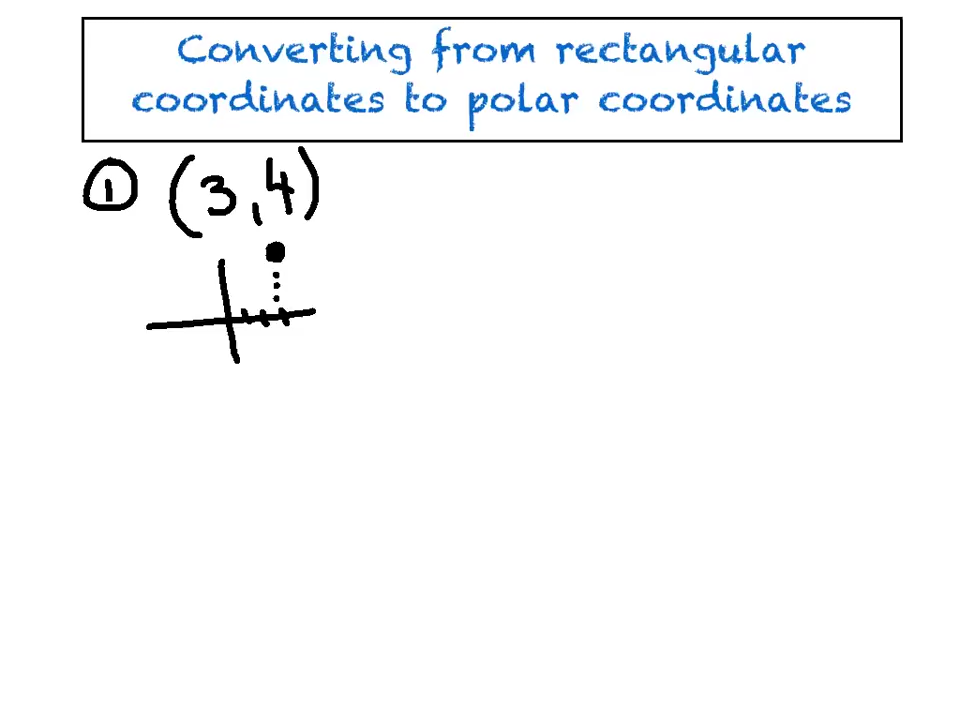 Converting from rectangular
coordinates to polar coordinates
① (3,4)